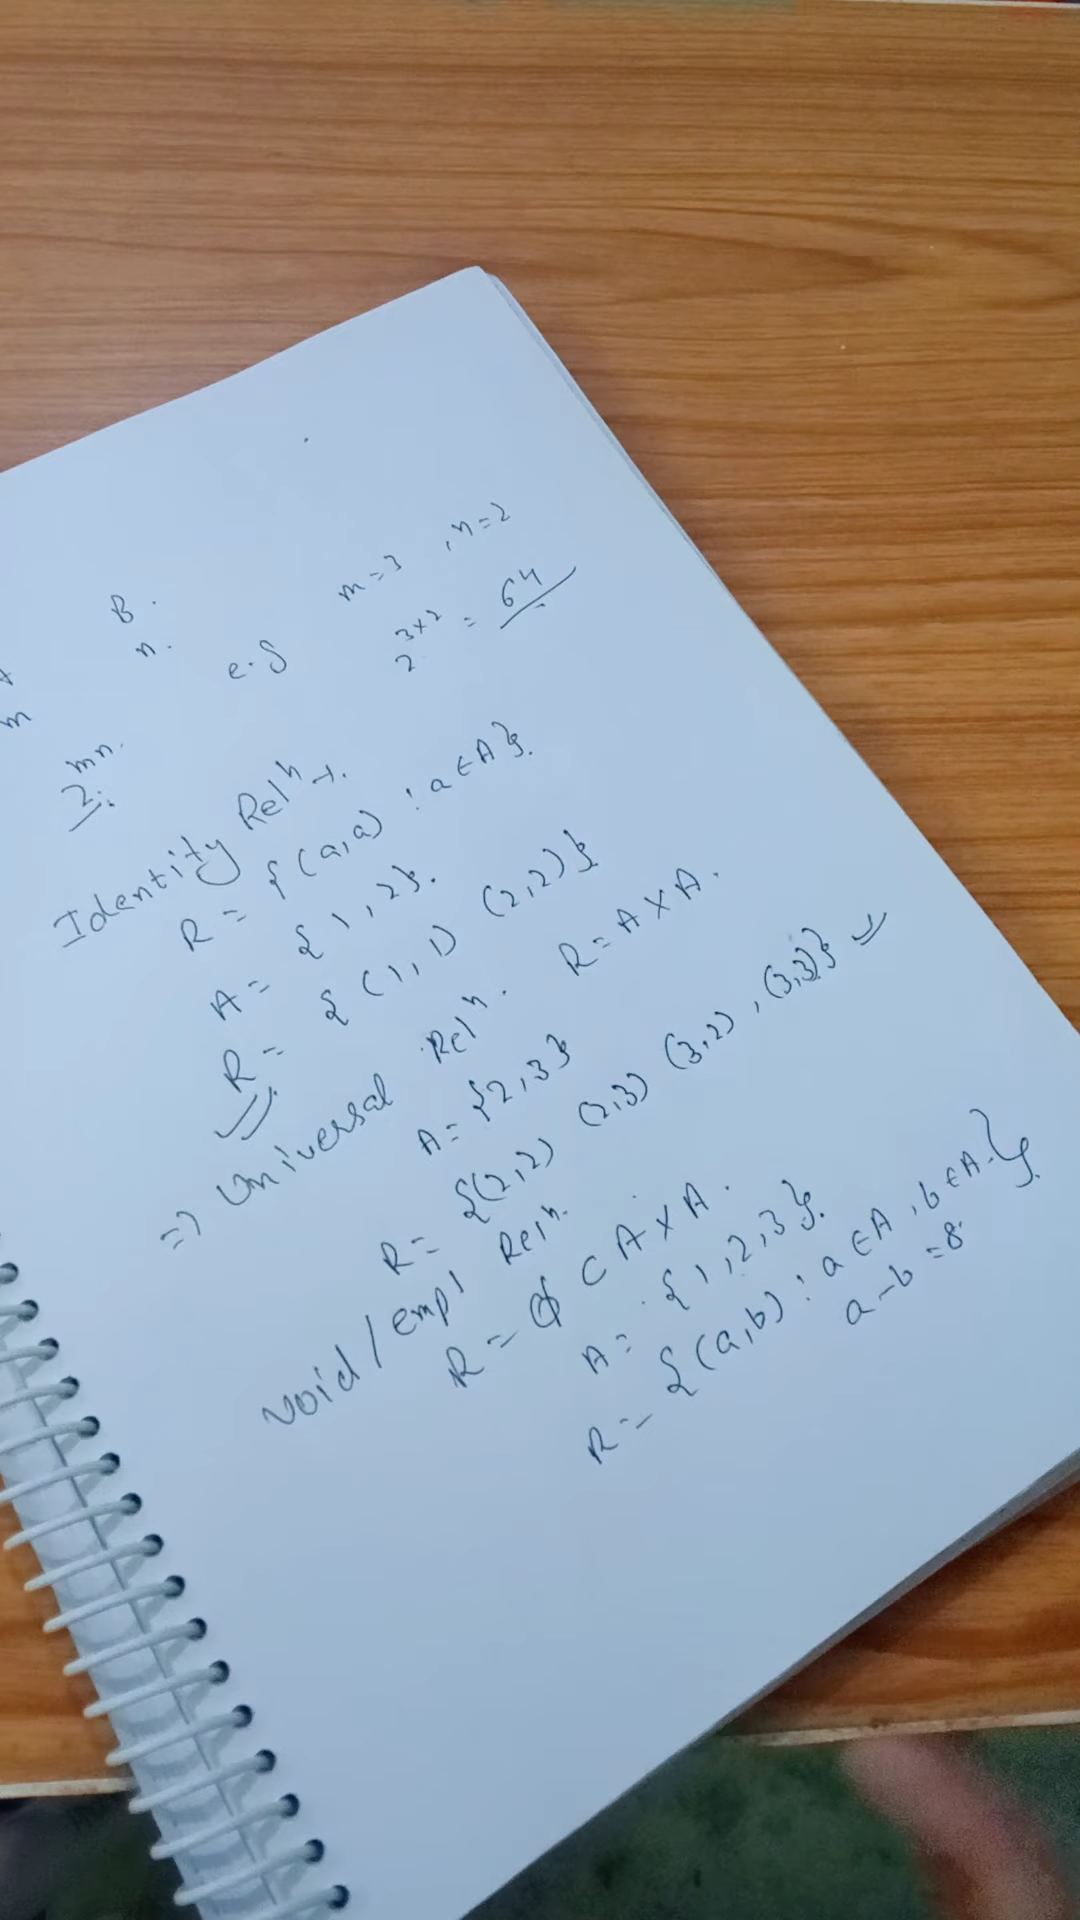 B.
m n.
e.g m=3 , n=2
2^{3×2} = 64
2^{mn.}
Identity Relⁿ
R = {(a,a) : a∈A}.
A = {1,2}.
R = {(1,1) (2,2)}
=> Universal Relⁿ. R = A×A.
A = {2,3}
R = {(2,2) (2,3) (3,2), (3,3)}
void/empt Relⁿ.
R = ϕ ⊂ A×A.
A = {1,2,3}.
R = {(a,b) : a∈A, b∈A.}.
a-b=8